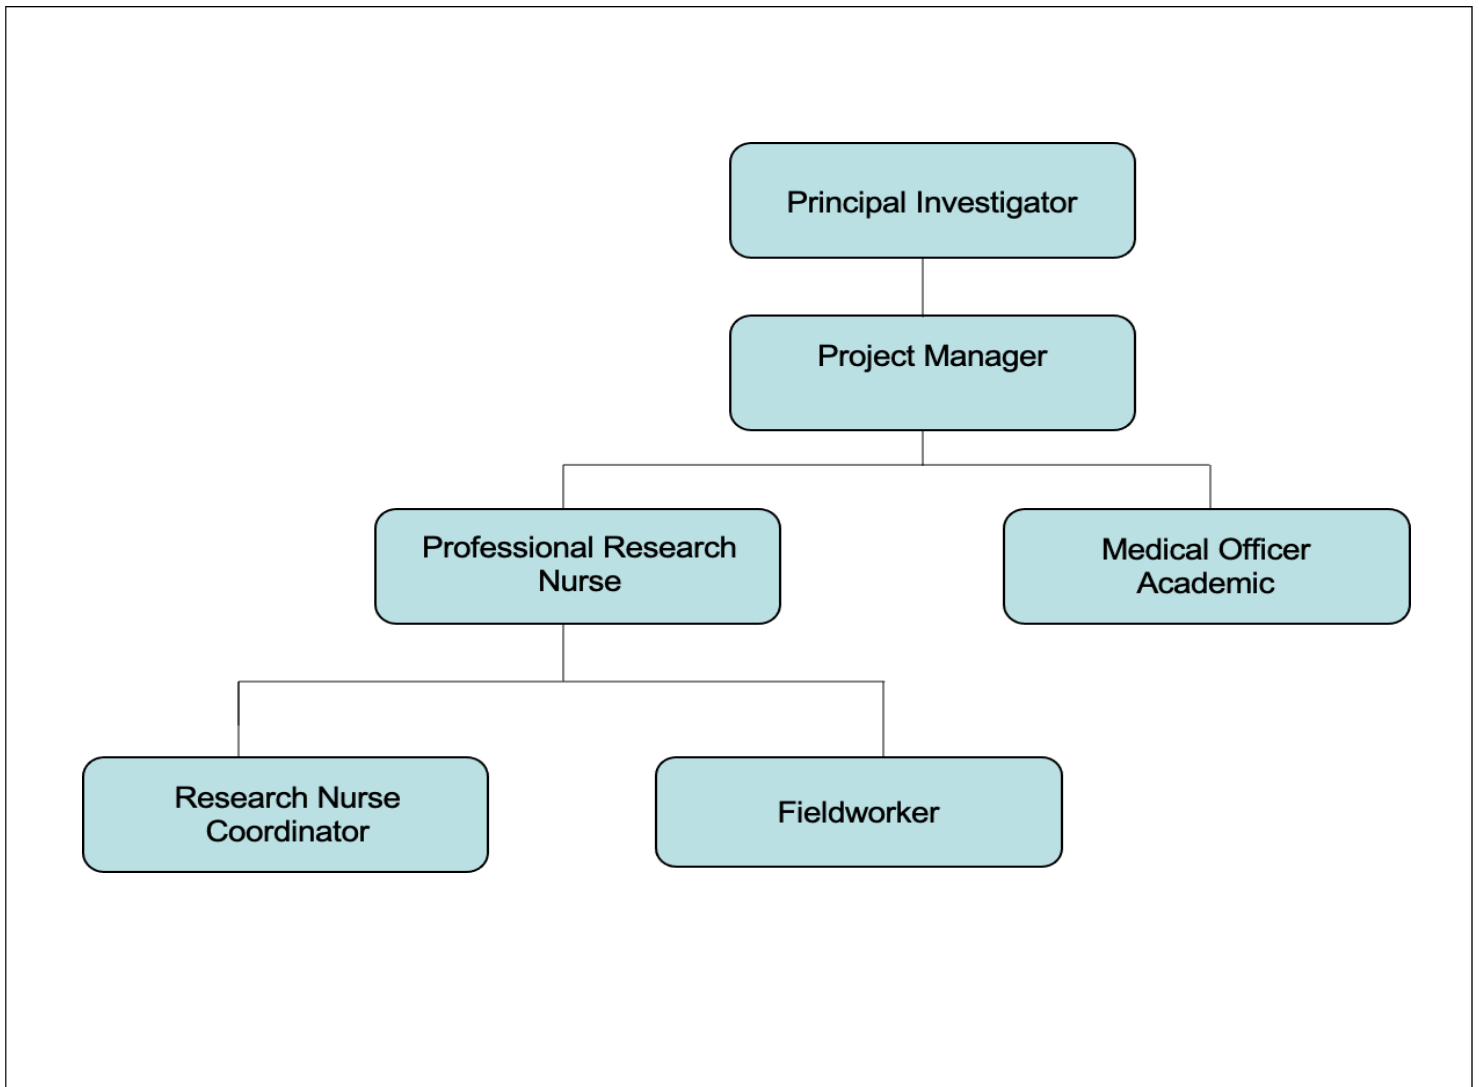 Principal Investigator
Project Manager
Professional Research
Nurse
Medical Officer
Academic
Research Nurse
Coordinator
Fieldworker